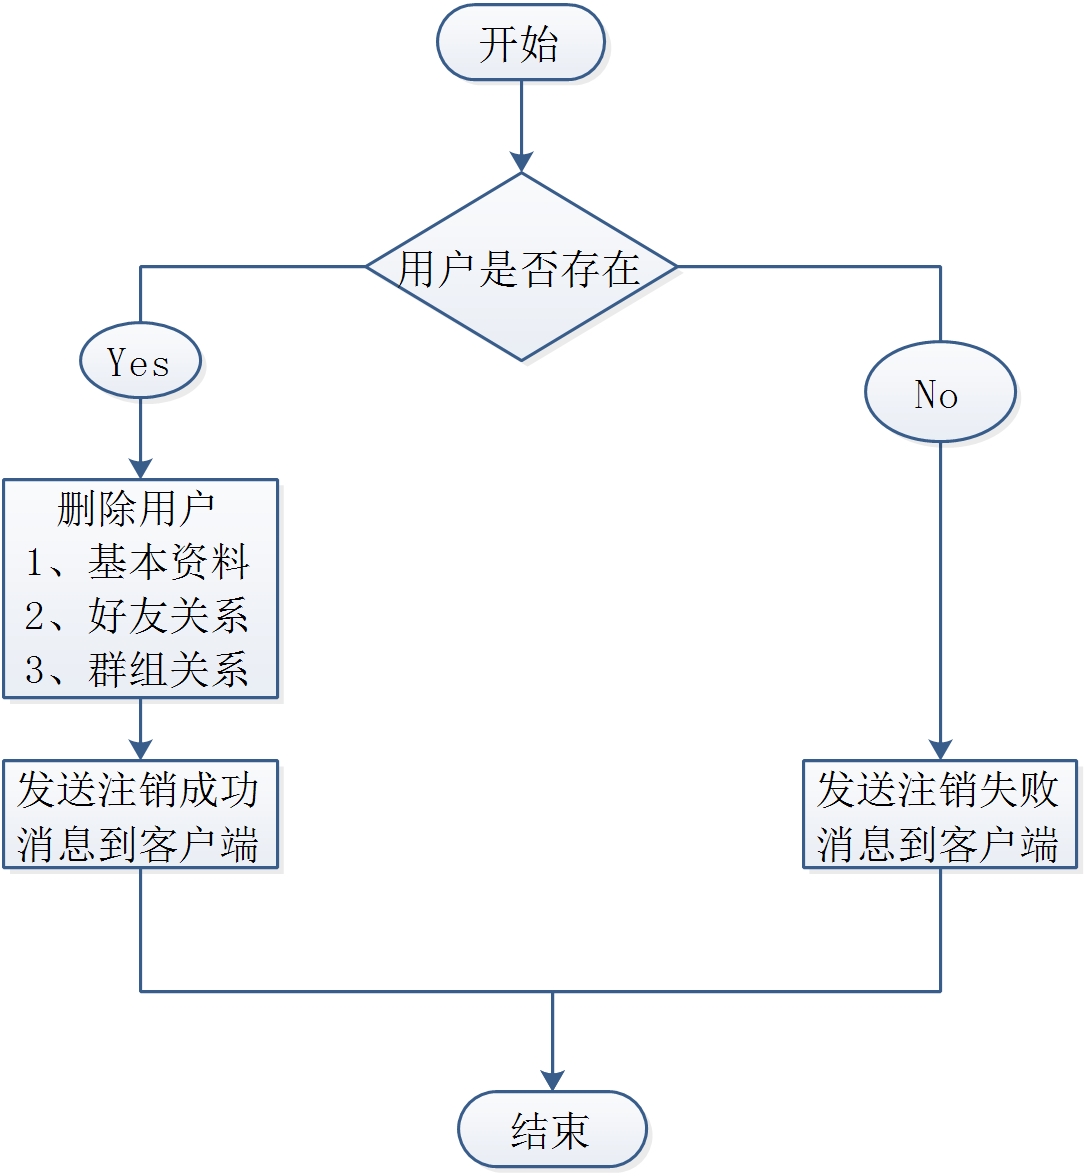 开始
用户是否存在
Yes
No
删除用户
1、基本资料
2、好友关系
3、群组关系
发送注销成功
消息到客户端
发送注销失败
消息到客户端
结束